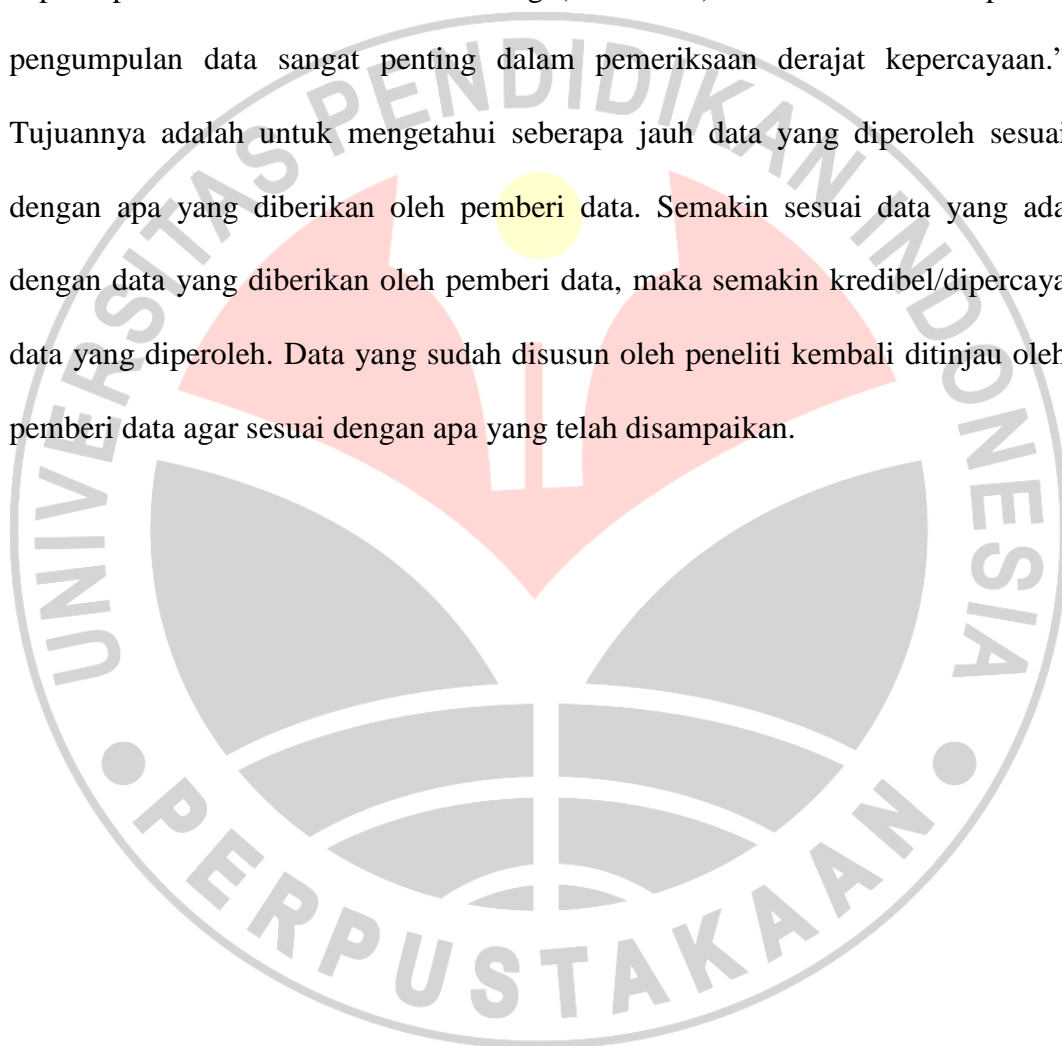 pengumpulan data sangat penting dalam pemeriksaan derajat kepercayaan."
Tujuannya adalah untuk mengetahui seberapa jauh data yang diperoleh sesuai
dengan apa yang diberikan oleh pemberi data. Semakin sesuai data yang ada
dengan data yang diberikan oleh pemberi data, maka semakin kredibel/dipercaya
data yang diperoleh. Data yang sudah disusun oleh peneliti kembali ditinjau oleh
pemberi data agar sesuai dengan apa yang telah disampaikan.
UNIVERSITAS PENDIDIKAN INDONESIA
PERPUSTAKAAN